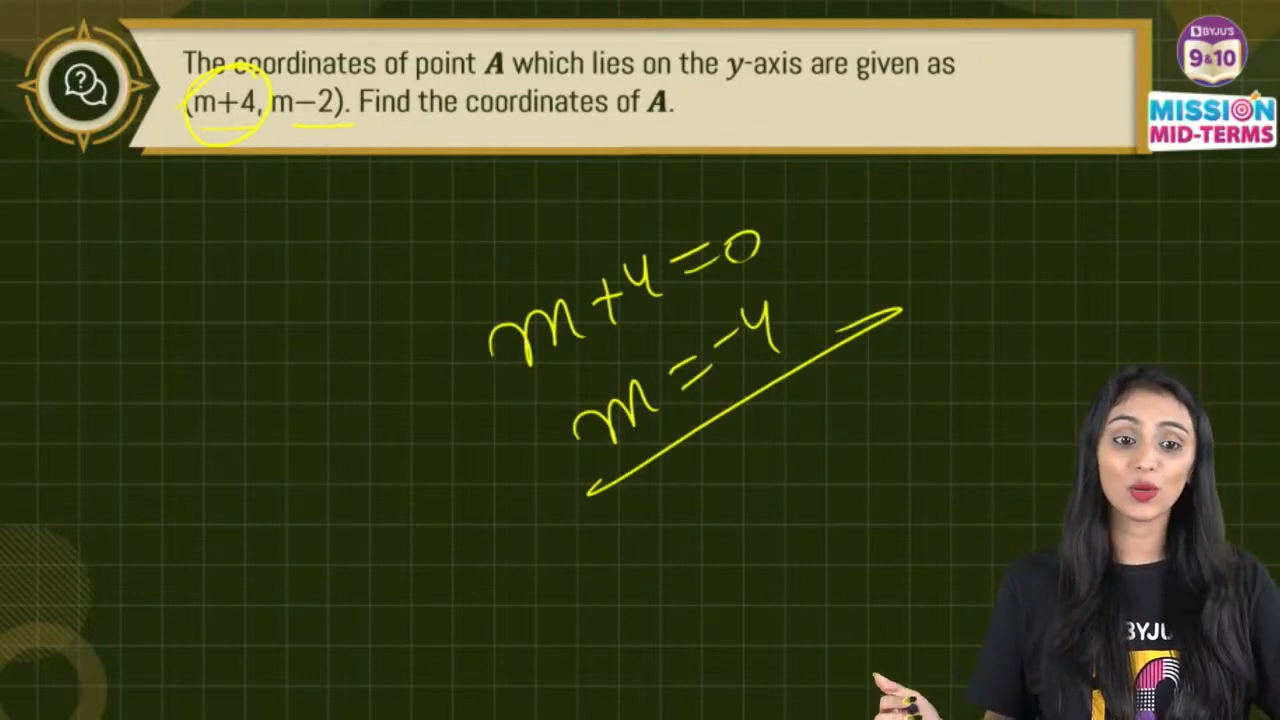 The coordinates of point A which lies on the y-axis are given as
(m+4, m−2). Find the coordinates of A.
BYJU'S
9&10
MISSION
MID-TERMS
m+4=0
m=-4
BYJU